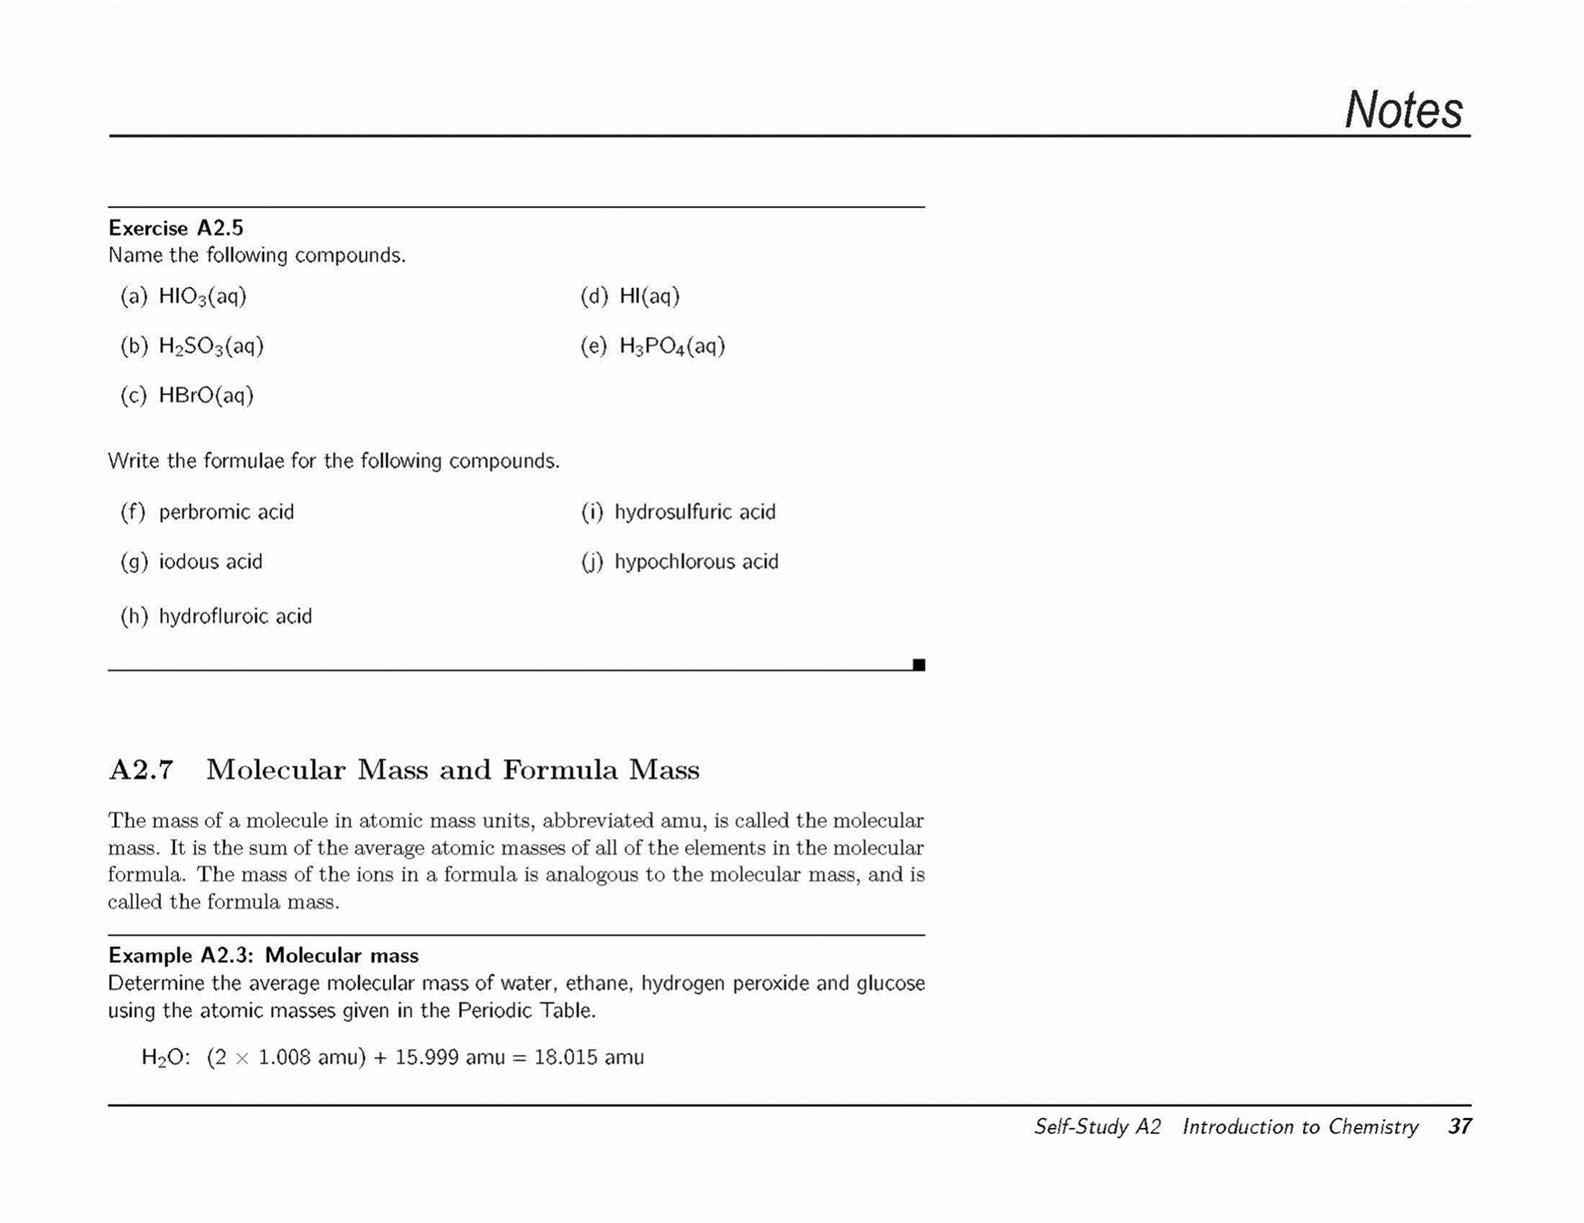 Notes
Exercise A2.5
Name the following compounds.
(a) HIO₃(aq)
(d) HI(aq)
(b) H₂SO₃(aq)
(e) H₃PO₄(aq)
(c) HBrO(aq)
Write the formulae for the following compounds.
(f) perbromic acid
(i) hydrosulfuric acid
(g) iodous acid
(j) hypochlorous acid
(h) hydrofluroic acid
A2.7 Molecular Mass and Formula Mass
The mass of a molecule in atomic mass units, abbreviated amu, is called the molecular
mass. It is the sum of the average atomic masses of all of the elements in the molecular
formula. The mass of the ions in a formula is analogous to the molecular mass, and is
called the formula mass.
Example A2.3: Molecular mass
Determine the average molecular mass of water, ethane, hydrogen peroxide and glucose
using the atomic masses given in the Periodic Table.
H₂O: (2 × 1.008 amu) + 15.999 amu = 18.015 amu
Self-Study A2 Introduction to Chemistry 37